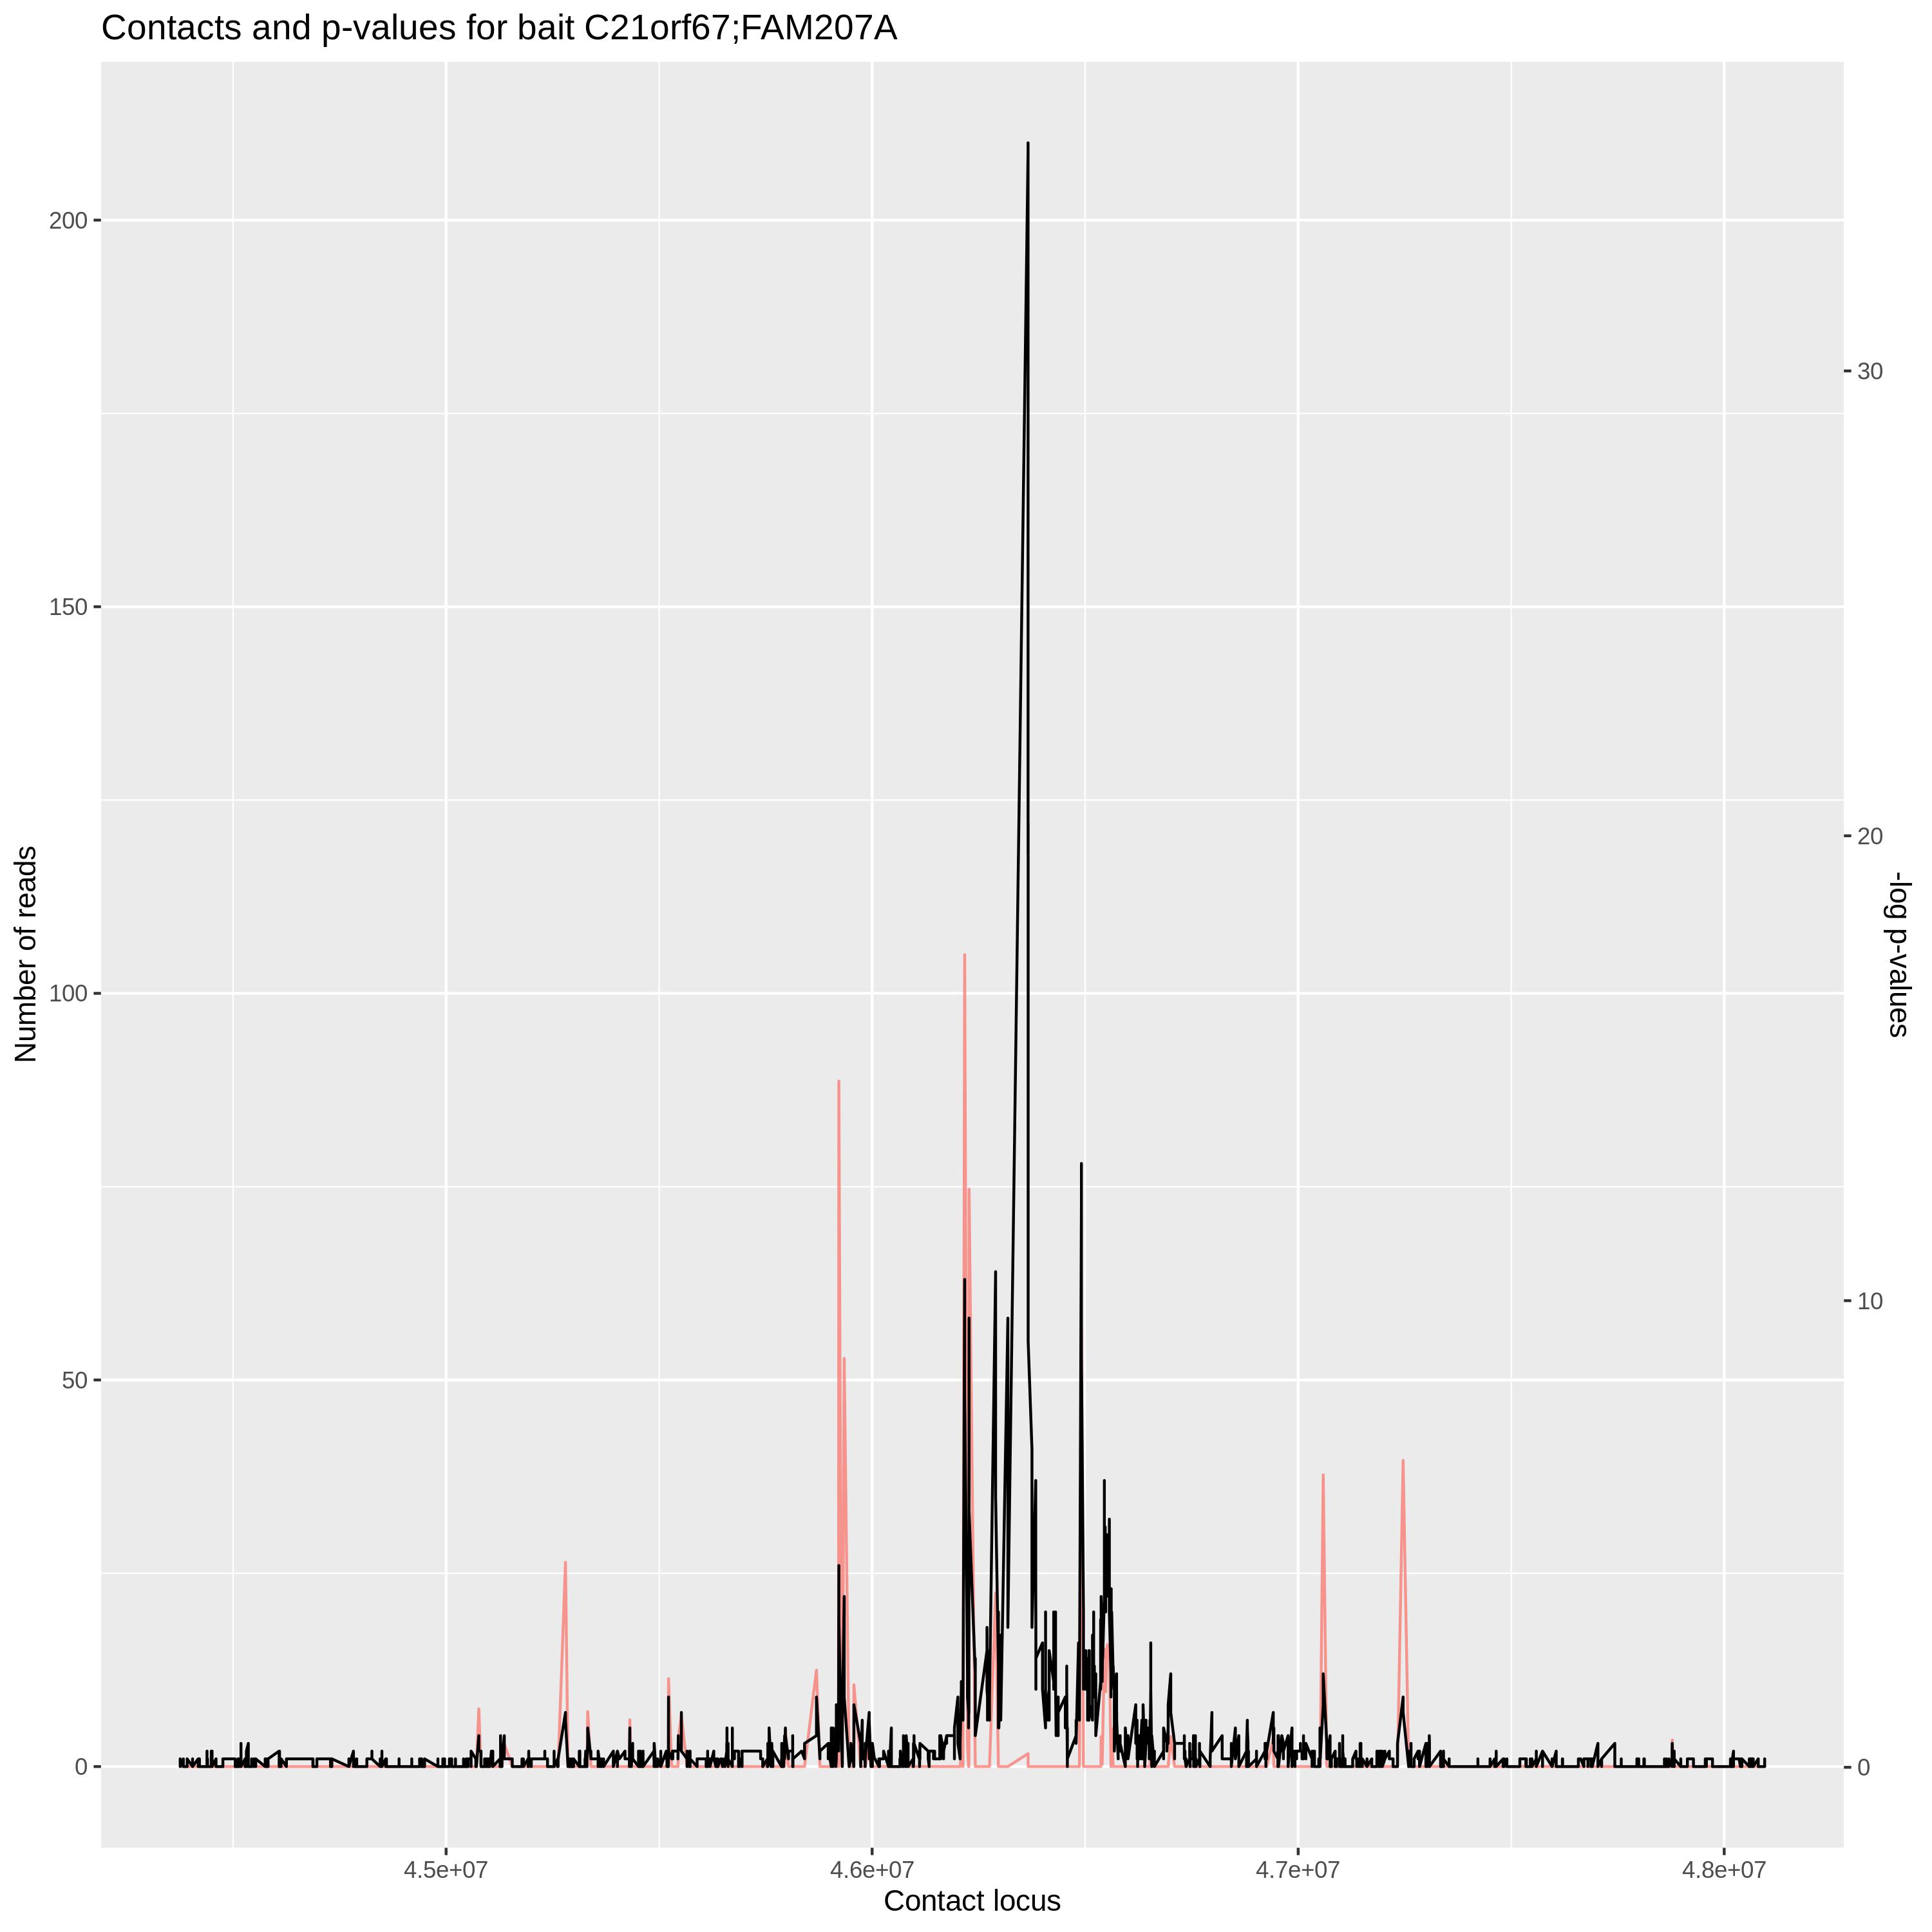 Contacts and p-values for bait C21orf67;FAM207A
200
150
100
50
0
Number of reads
30
20
10
0
-log p-values
4.5e+07
4.6e+07
4.7e+07
4.8e+07
Contact locus